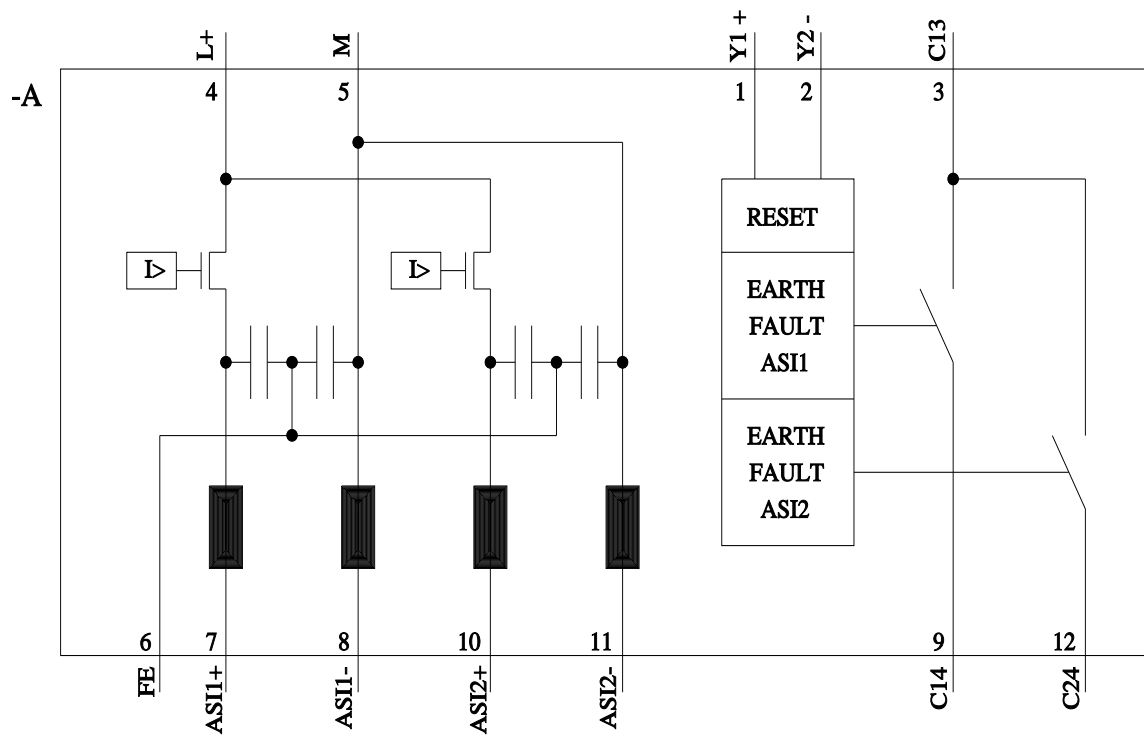 L+
M
Y1 +
Y2 -
C13
-A
4
5
1
2
3
RESET
I>
I>
EARTH
FAULT
ASI1
EARTH
FAULT
ASI2
6
7
8
10
11
9
12
FE
ASI1+
ASI1-
ASI2+
ASI2-
C14
C24